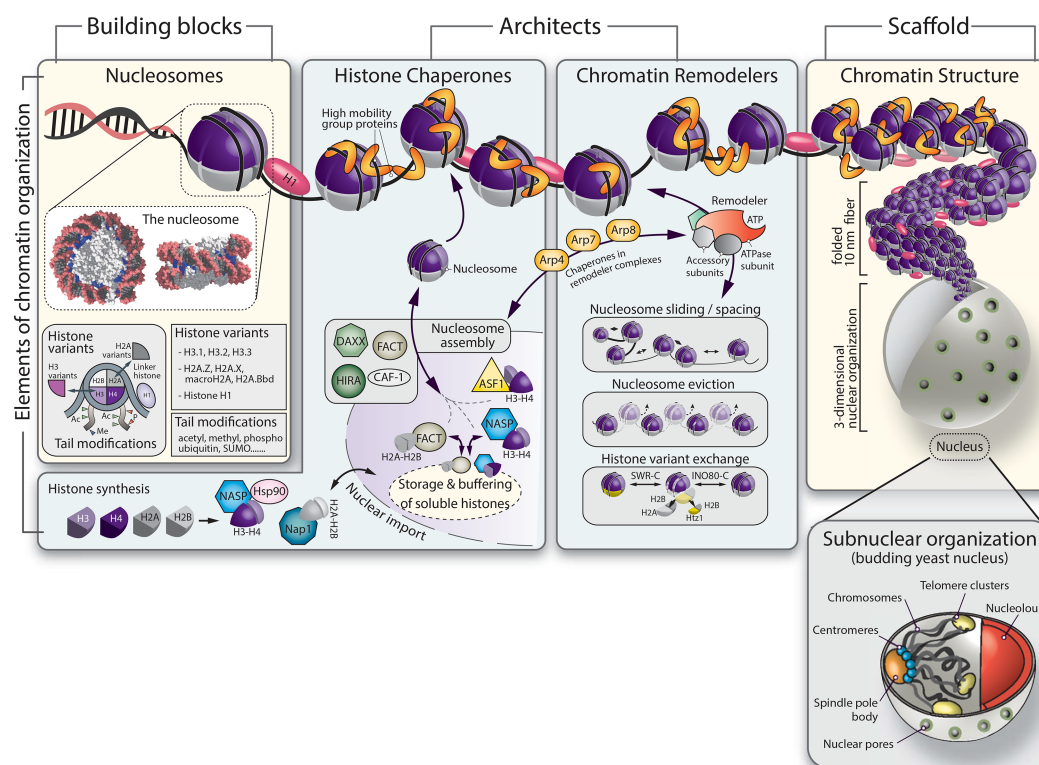 Building blocks
Architects
Scaffold
Elements of chromatin organization
Nucleosomes
H1
The nucleosome
Histone
variants
H2A
variants
H3
variants
Linker
histone
H2B
H2A
H3
H4
H1
Ac
Ac
P
Me
Tail modifications
Histone variants
- H3.1, H3.2, H3.3
- H2A.Z, H2A.X,
macroH2A, H2A.Bbd
- Histone H1
Tail modifications
acetyl, methyl, phospho
ubiquitin, SUMO.......
Histone synthesis
H3
H4
H2A
H2B
NASP
Hsp90
H3-H4
Nap1
H2A-H2B
Histone Chaperones
High mobility
group proteins
Nucleosome
Nucleosome
assembly
DAXX
FACT
HIRA
CAF-1
ASF1
H3-H4
NASP
H3-H4
FACT
H2A-H2B
Storage & buffering
of soluble histones
Nuclear import
Chromatin Remodelers
Arp4
Arp7
Arp8
Chaperones in
remodeler complexes
Remodeler
ATP
ATPase
subunit
Accessory
subunits
Nucleosome sliding / spacing
Nucleosome eviction
Histone variant exchange
SWR-C
INO80-C
H2B
H2A
H2B
Htz1
Chromatin Structure
folded
10 nm fiber
3-dimensional
nuclear organization
Nucleus
Subnuclear organization
(budding yeast nucleus)
Telomere clusters
Chromosomes
Nucleolou
Centromeres
Spindle pole
body
Nuclear pores